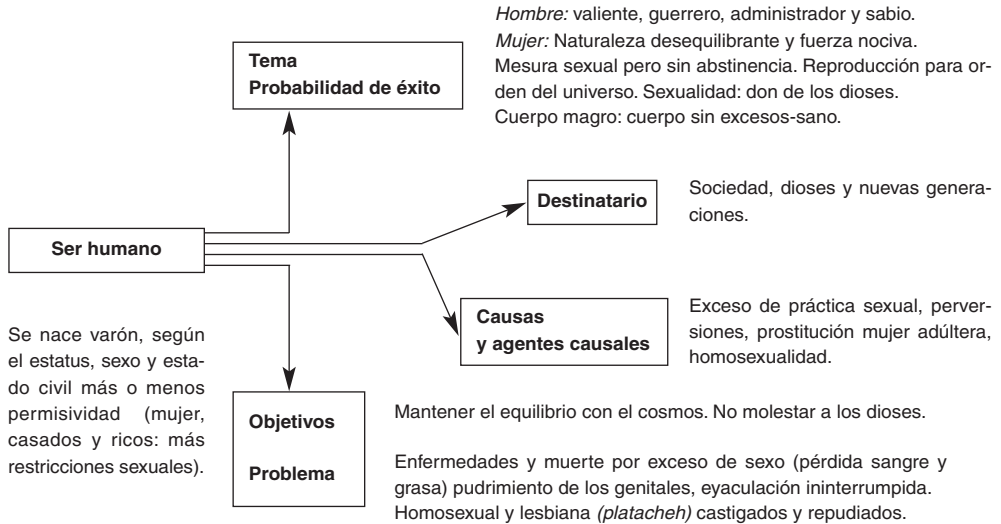 Hombre: valiente, guerrero, administrador y sabio.
Mujer: Naturaleza desequilibrante y fuerza nociva.
Mesura sexual pero sin abstinencia. Reproducción para or-
den del universo. Sexualidad: don de los dioses.
Cuerpo magro: cuerpo sin excesos-sano.
Tema
Probabilidad de éxito
Destinatario
Sociedad, dioses y nuevas genera-
ciones.
Ser humano
Causas
y agentes causales
Exceso de práctica sexual, perver-
siones, prostitución mujer adúltera,
homosexualidad.
Se nace varón, según
el estatus, sexo y esta-
do civil más o menos
permisividad (mujer,
casados y ricos: más
restricciones sexuales).
Objetivos
Problema
Mantener el equilibrio con el cosmos. No molestar a los dioses.
Enfermedades y muerte por exceso de sexo (pérdida sangre y
grasa) pudrimiento de los genitales, eyaculación ininterrumpida.
Homosexual y lesbiana (platacheh) castigados y repudiados.